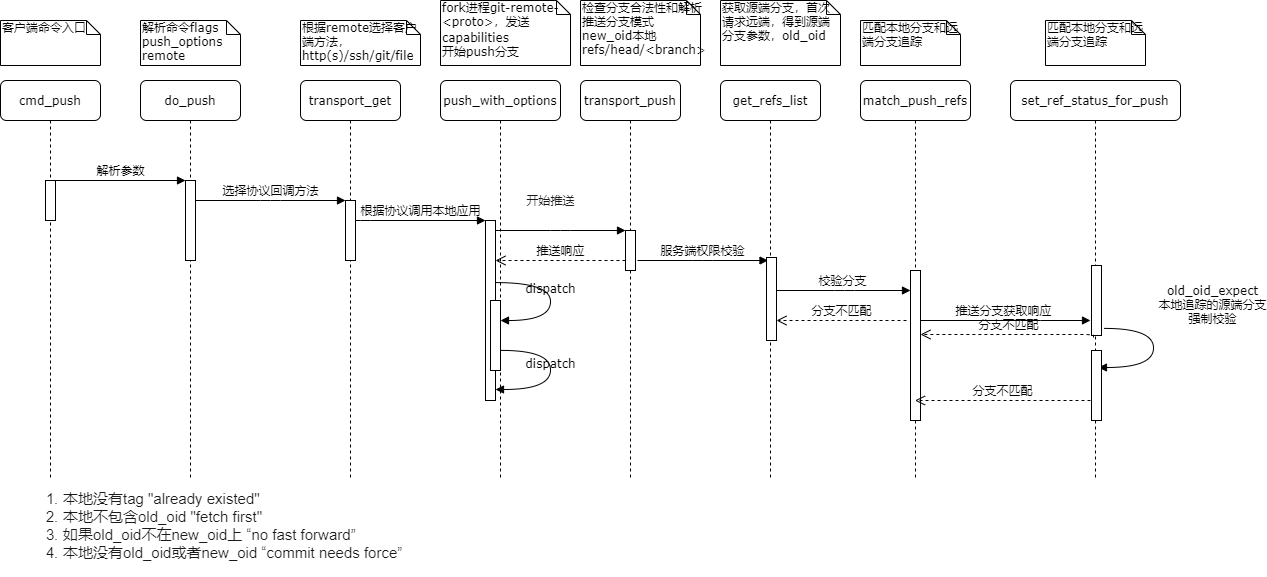 客户端命令入口
解析命令flags
push_options
remote
根据remote选择客户
端方法，
http(s)/ssh/git/file
fork进程git-remote-
<proto>，发送
capabilities
开始push分支
检查分支合法性和解析
推送分支模式
new_oid本地
refs/head/<branch>
获取源端分支，首次
请求远端，得到源端
分支参数，old_oid
匹配本地分支和远
端分支追踪
匹配本地分支和远
端分支追踪
cmd_push
do_push
transport_get
push_with_options
transport_push
get_refs_list
match_push_refs
set_ref_status_for_push
解析参数
选择协议回调方法
根据协议调用本地应用
开始推送
推送响应
服务端权限校验
dispatch
校验分支
分支不匹配
推送分支获取响应
分支不匹配
old_oid_expect
本地追踪的源端分支
强制校验
dispatch
分支不匹配
1. 本地没有tag "already existed"
2. 本地不包含old_oid "fetch first"
3. 如果old_oid不在new_oid上 “no fast forward”
4. 本地没有old_oid或者new_oid “commit needs force”